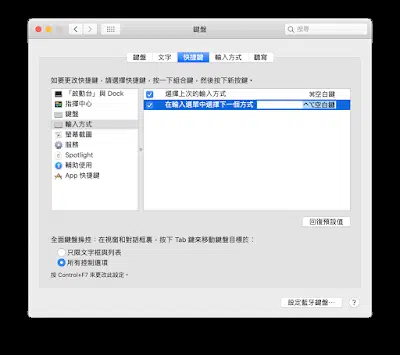 鍵盤
搜尋
鍵盤 文字 快速鍵 輸入方式 聽寫
如要更改快捷鍵，請選擇快捷鍵，按一下組合鍵，然後按下新按鍵。
「啟動台」與 Dock
指揮中心
鍵盤
輸入方式
螢幕截圖
服務
Spotlight
輔助使用
App 快捷鍵
選擇上次的輸入方式 ⌘空白鍵
在輸入選單中選擇下一個方式 ^⌥空白鍵
回復預設值
全面鍵盤操控：在視窗和對話框裏，按下 Tab 鍵來移動鍵盤目標於：
只限文字框與列表
所有控制選項
按 Control+F7 來更改此設定。
設定藍牙鍵盤⋯
?